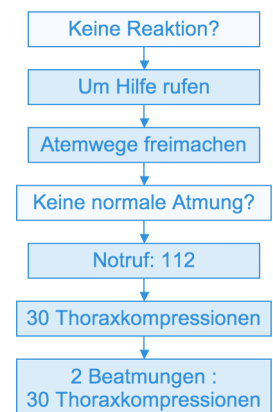 Keine Reaktion?
Um Hilfe rufen
Atemwege freimachen
Keine normale Atmung?
Notruf: 112
30 Thoraxkompressionen
2 Beatmungen :
30 Thoraxkompressionen